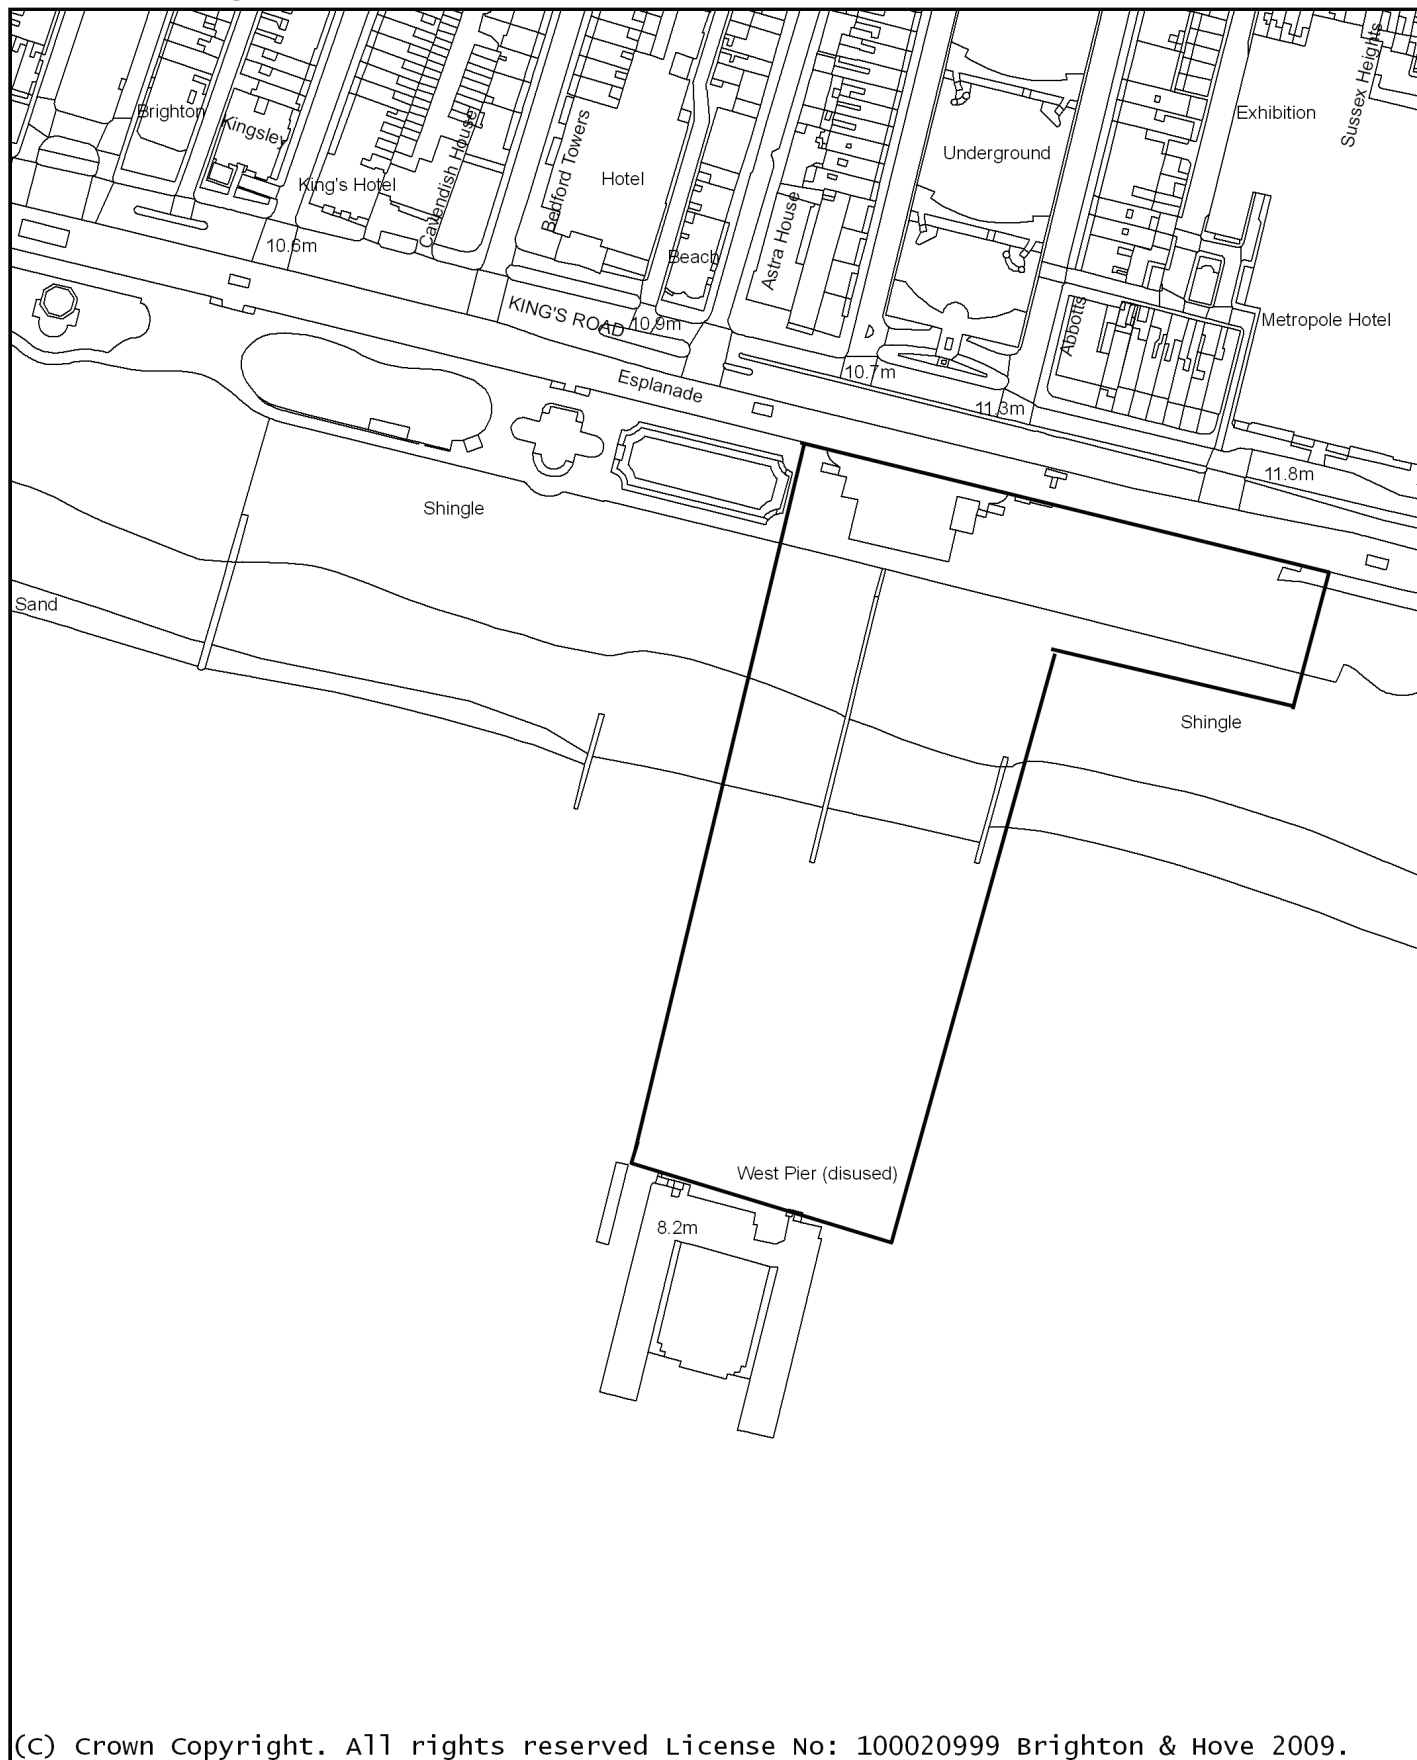 Sussex Heights
Brighton
Kingsley
Exhibition
Underground
King's Hotel
Cavendish House
Bedford Towers
Hotel
Astra House
10.6m
Beach
KING'S ROAD
10.9m
Abbotts
Metropole Hotel
Esplanade
10.7m
11.3m
11.8m
Shingle
Sand
Shingle
West Pier (disused)
8.2m
(C) Crown Copyright. All rights reserved License No: 100020999 Brighton & Hove 2009.